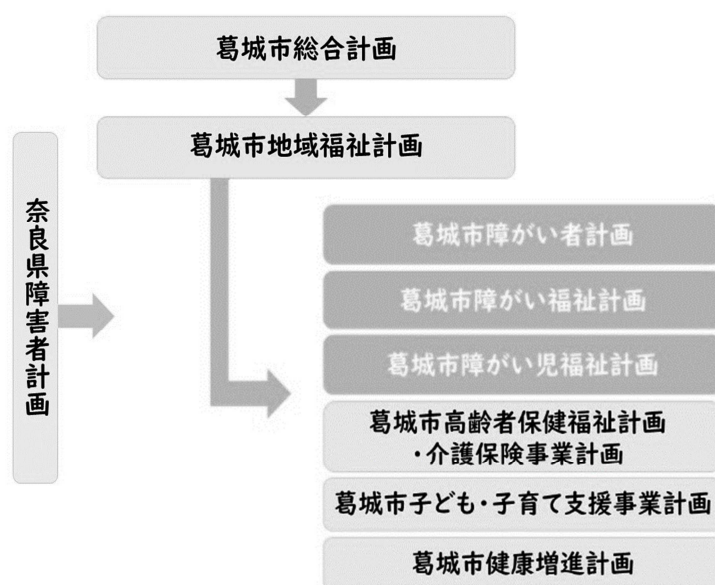 葛城市総合計画
葛城市地域福祉計画
奈良県障害者計画
葛城市障がい者計画
葛城市障がい福祉計画
葛城市障がい児福祉計画
葛城市高齢者保健福祉計画
・介護保険事業計画
葛城市子ども・子育て支援事業計画
葛城市健康増進計画